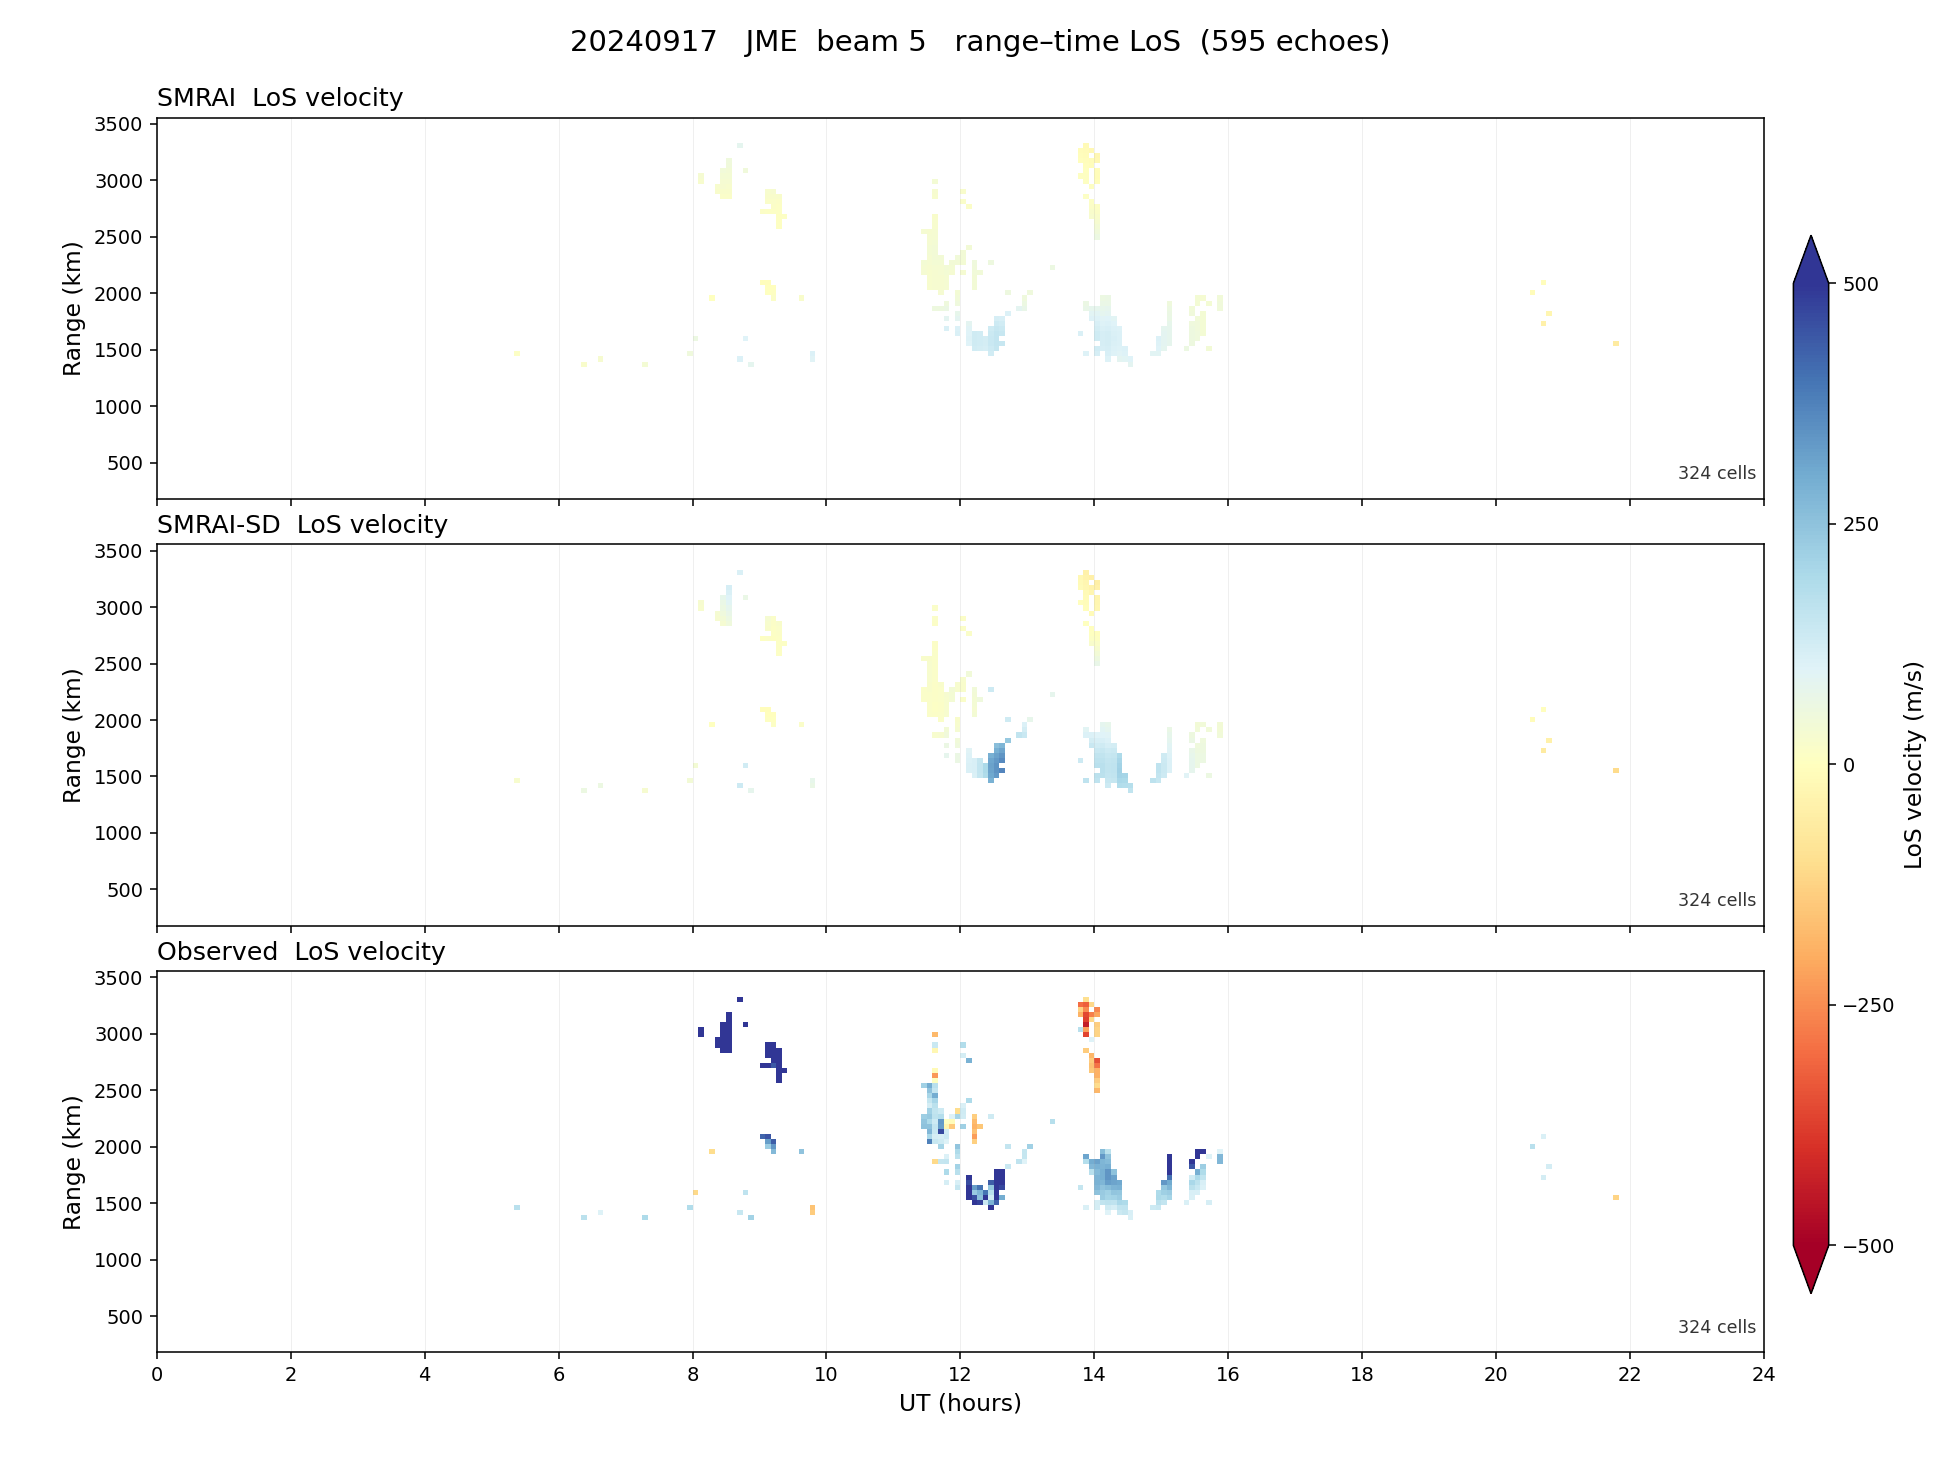 20240917   JME  beam 5   range–time LoS  (595 echoes)
SMRAI  LoS velocity
3500
3000
2500
2000
1500
1000
500
Range (km)
324 cells
SMRAI-SD  LoS velocity
3500
3000
2500
2000
1500
1000
500
Range (km)
324 cells
Observed  LoS velocity
3500
3000
2500
2000
1500
1000
500
Range (km)
324 cells
0 2 4 6 8 10 12 14 16 18 20 22 24
UT (hours)
500
250
0
−250
−500
LoS velocity (m/s)